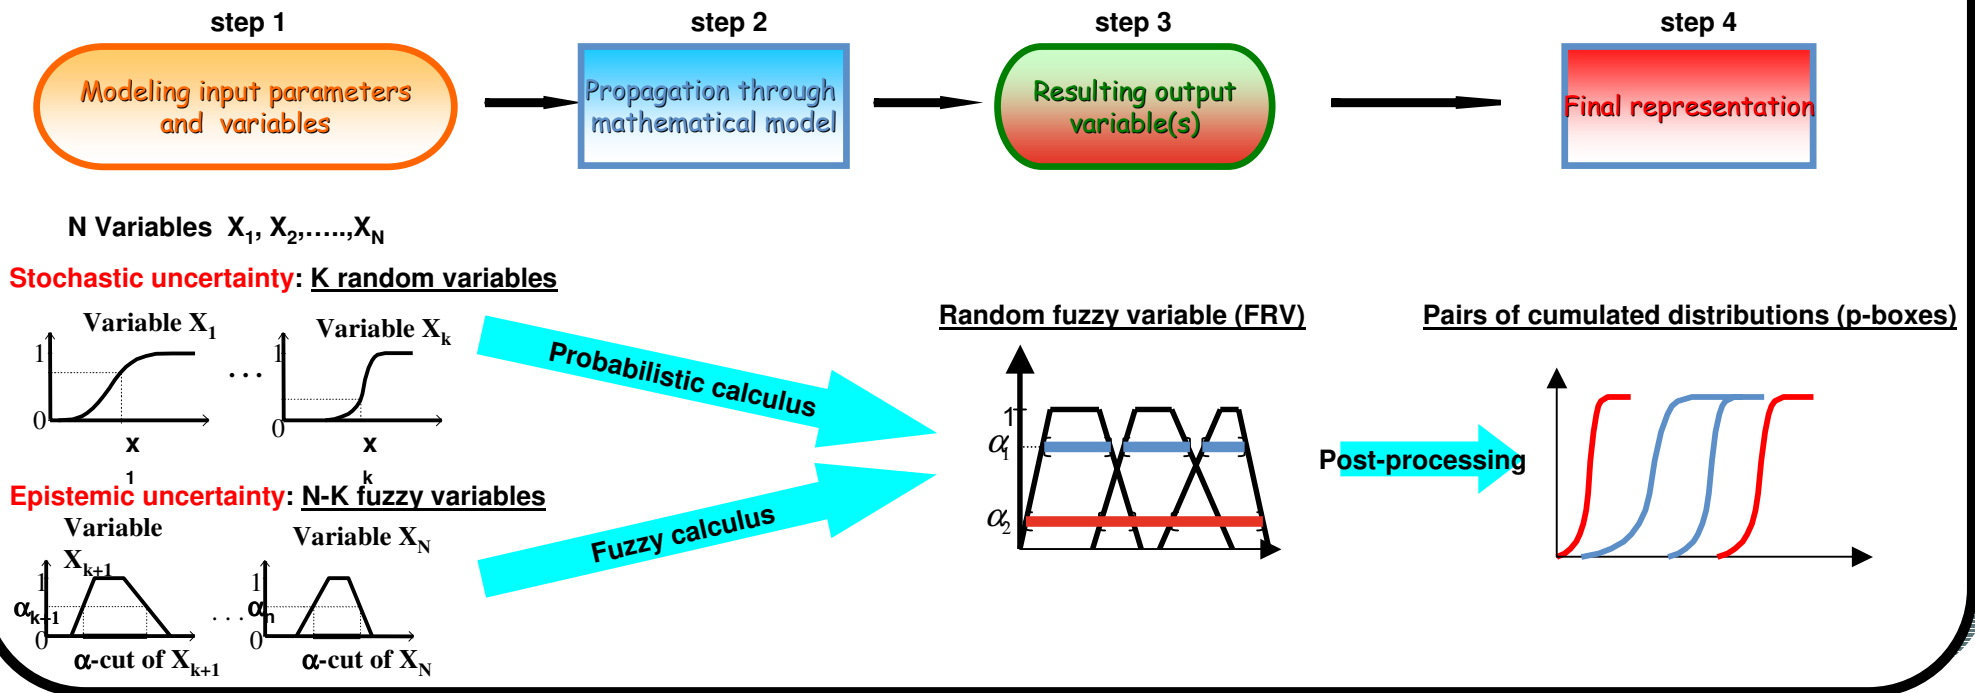 step 1
step 2
step 3
step 4
Modeling input parameters
and variables
Propagation through
mathematical model
Resulting output
variable(s)
Final representation
N Variables X1, X2,.....,XN
Stochastic uncertainty: K random variables
Variable X1
1
0
x
1
. . .
Variable Xk
1
0
x
k
Probabilistic calculus
Epistemic uncertainty: N-K fuzzy variables
Variable
Xk+1
1
αk+1
0
α-cut of Xk+1
. . .
Variable XN
1
αn
0
α-cut of XN
Fuzzy calculus
Random fuzzy variable (FRV)
1
α1
α2
Post-processing
Pairs of cumulated distributions (p-boxes)